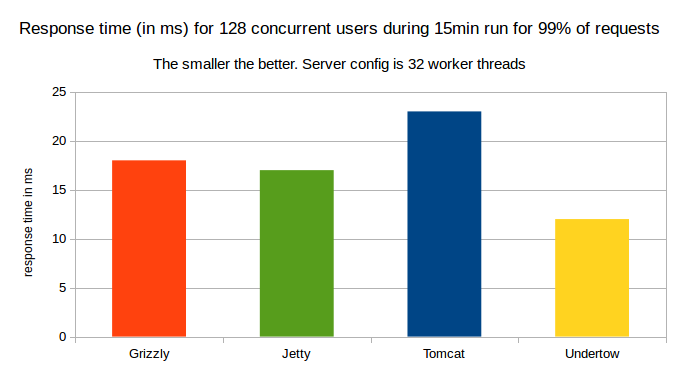 Response time (in ms) for 128 concurrent users during 15min run for 99% of requests
The smaller the better. Server config is 32 worker threads
25
20
15
10
5
0
response time in ms
Grizzly
Jetty
Tomcat
Undertow